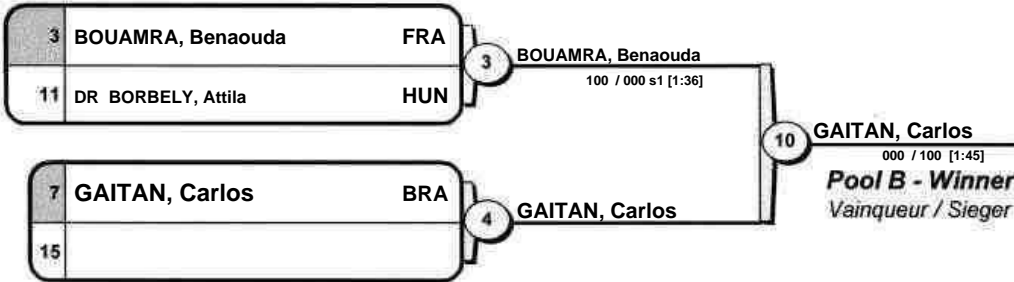 3 BOUAMRA, Benaouda FRA
11 DR BORBELY, Attila HUN
3 BOUAMRA, Benaouda
100 / 000 s1 [1:36]
7 GAITAN, Carlos BRA
15
4 GAITAN, Carlos
10 GAITAN, Carlos
000 / 100 [1:45]
Pool B - Winner
Vainqueur / Sieger